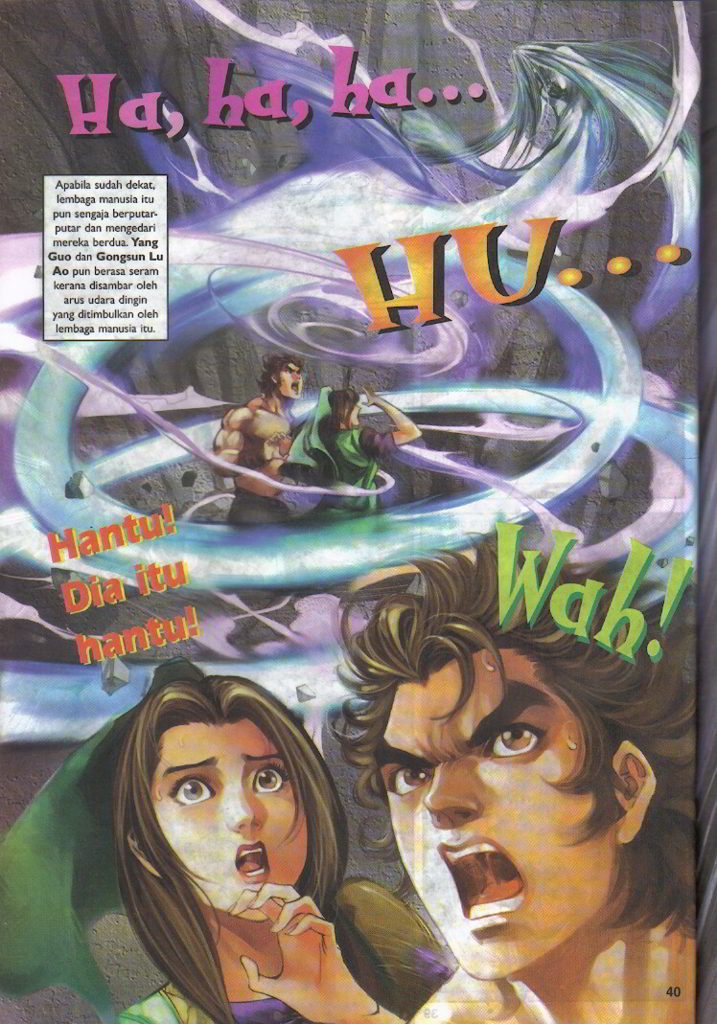 Ha, ha, ha...
Apabila sudah dekat,
lembaga manusia itu
pun sengaja berputar-
putar dan mengedari
mereka berdua. Yang
Guo dan Gongsun Lu
Ao pun berasa seram
kerana disambar oleh
arus udara dingin
yang ditimbulkan oleh
lembaga manusia itu.
HU...
Hantu!
Dia itu
hantu!
Wah!
40